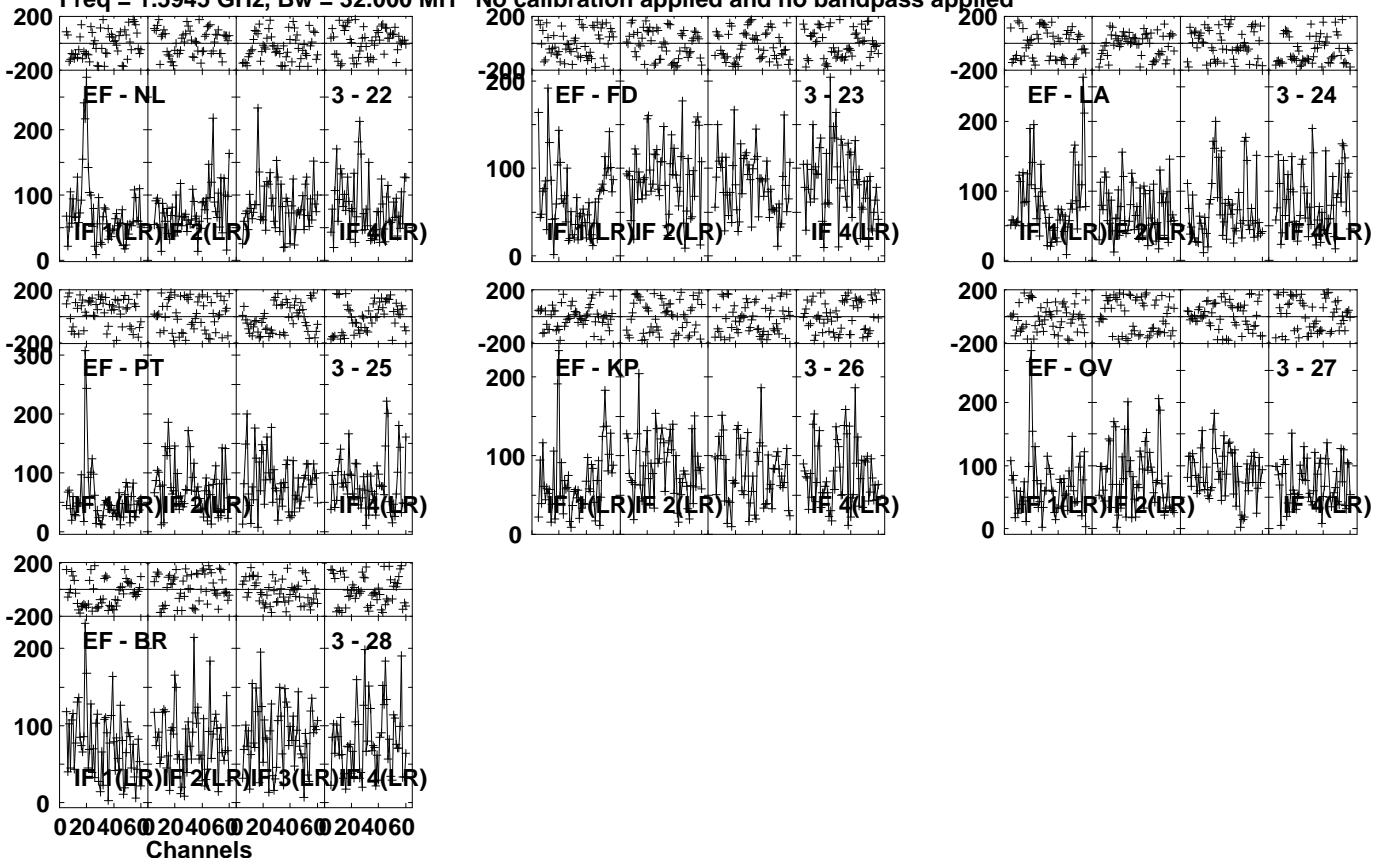 Freq = 1.5945 GHz, Bw = 32.000 MH No calibration applied and no bandpass applied
200
-200
EF - NL 3 - 22
200
100
0
IF 1(LR) IF 2(LR) IF 4(LR)
200
-200
EF - FD 3 - 23
200
100
0
IF 1(LR) IF 2(LR) IF 4(LR)
200
-200
EF - LA 3 - 24
200
100
0
IF 1(LR) IF 2(LR) IF 4(LR)
200
-200
300
EF - PT 3 - 25
200
100
0
IF 1(LR) IF 2(LR) IF 4(LR)
200
-200
EF - KP 3 - 26
200
100
0
IF 1(LR) IF 2(LR) IF 4(LR)
200
-200
EF - OV 3 - 27
200
100
0
IF 1(LR) IF 2(LR) IF 4(LR)
200
-200
EF - BR 3 - 28
200
100
0
IF 1(LR) IF 2(LR) IF 3(LR) IF 4(LR)
0 20 40 60 0 20 40 60 0 20 40 60 0 20 40 60
Channels